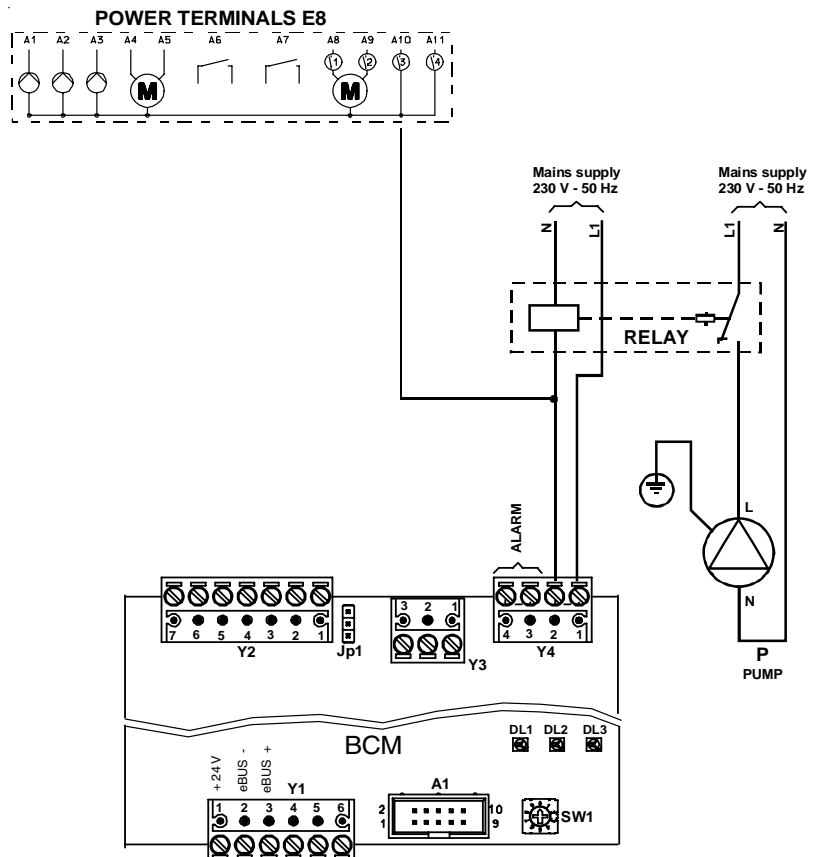 POWER TERMINALS E8
A1 A2 A3 A4 A5 A6 A7 A8 A9 A10 A11
1 2 3 4
M M
Mains supply
230 V - 50 Hz
Mains supply
230 V - 50 Hz
N L1 L1 N
RELAY
ALARM
L
N
P
PUMP
7 6 5 4 3 2 1
Y2
Jp1
3 2 1
Y3
4 3 2 1
Y4
BCM
DL1 DL2 DL3
+24V
eBUS -
eBUS +
Y1
1 2 3 4 5 6
A1
2 10
1 9
SW1